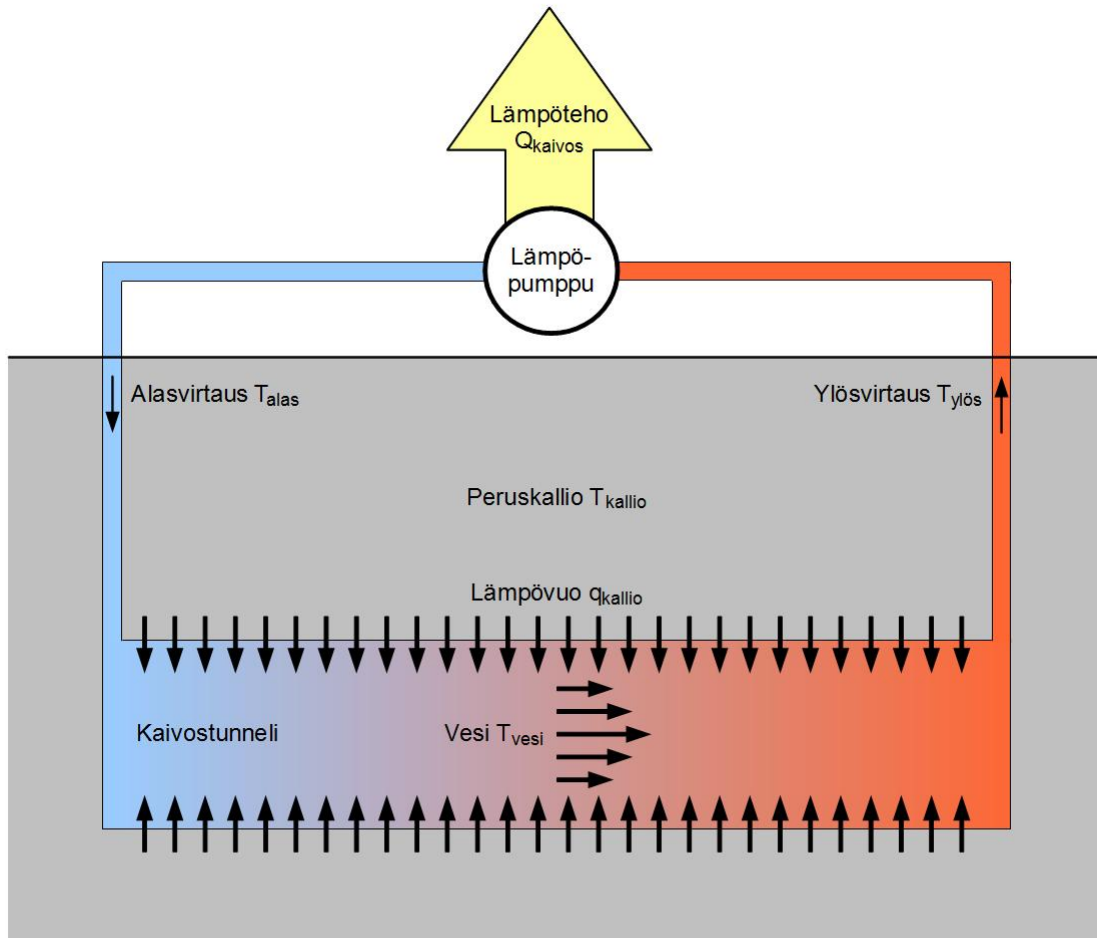 Lämpöteho
Qkaivos
Lämpö-
pumppu
Alasvirtaus Talas
Ylösvirtaus Tylös
Peruskallio Tkallio
Lämpövuo qkallio
Kaivostunneli
Vesi Tvesi